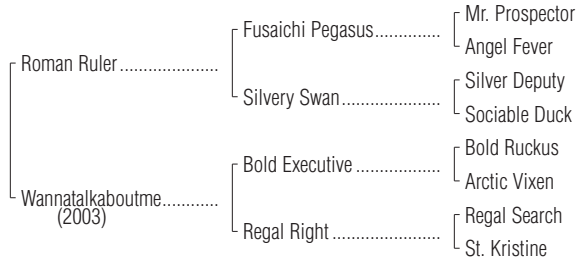 Mr. Prospector
Fusaichi Pegasus..............
Angel Fever
Roman Ruler.....................
Silver Deputy
Silvery Swan.....................
Sociable Duck
Bold Ruckus
Bold Executive..................
Arctic Vixen
Wannatalkaboutme............
(2003)
Regal Search
Regal Right.......................
St. Kristine